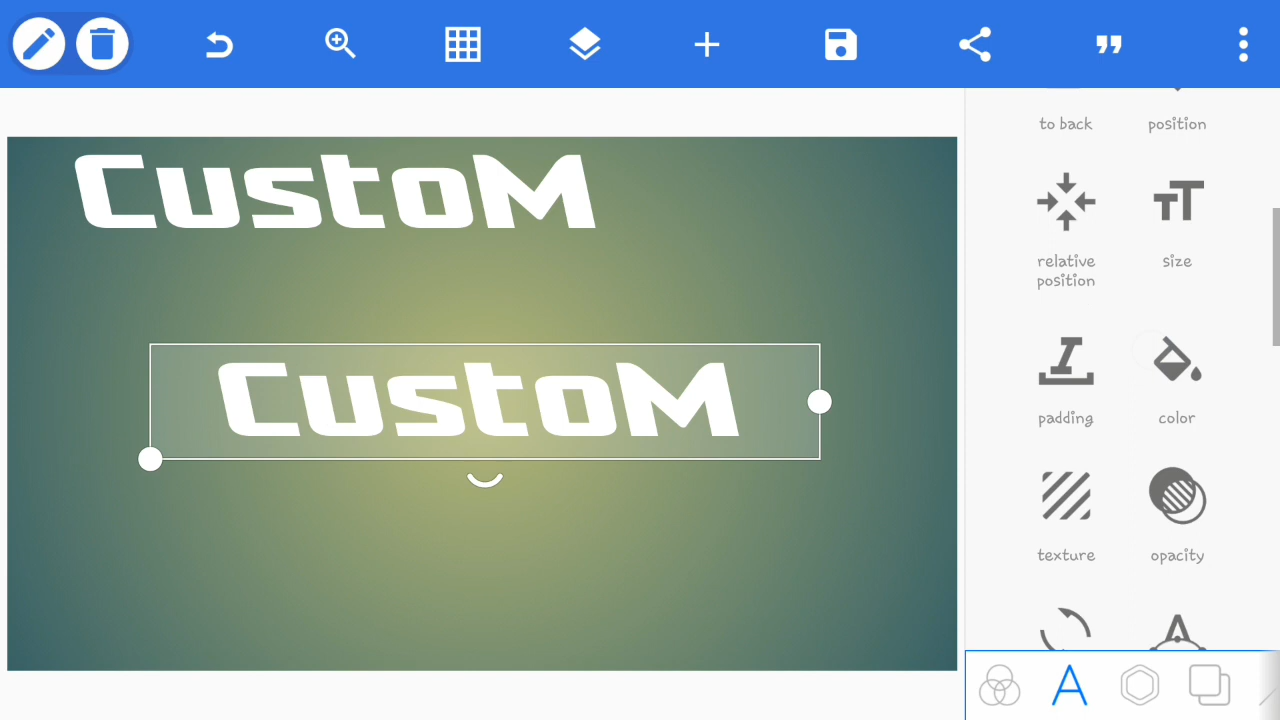 to back
position
CustoM
relative
position
size
CustoM
padding
color
texture
opacity